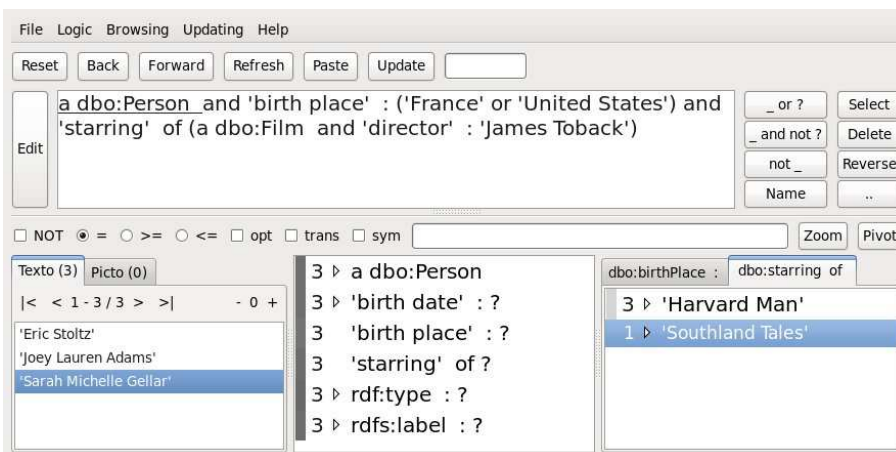 File Logic Browsing Updating Help
Reset Back Forward Refresh Paste Update
Edit
a dbo:Person and 'birth place' : ('France' or 'United States') and
'starring' of (a dbo:Film and 'director' : 'James Toback')
_ or ? Select
_ and not ? Delete
not _ Reverse
Name ..
NOT = >= <= opt trans sym Zoom Pivot
Texto (3) Picto (0)
|< < 1 - 3 / 3 > >| - 0 +
'Eric Stoltz'
'Joey Lauren Adams'
'Sarah Michelle Gellar'
3 a dbo:Person
3 'birth date' : ?
3 'birth place' : ?
3 'starring' of ?
3 rdf:type : ?
3 rdfs:label : ?
dbo:birthPlace : dbo:starring of
3 'Harvard Man'
1 'Southland Tales'